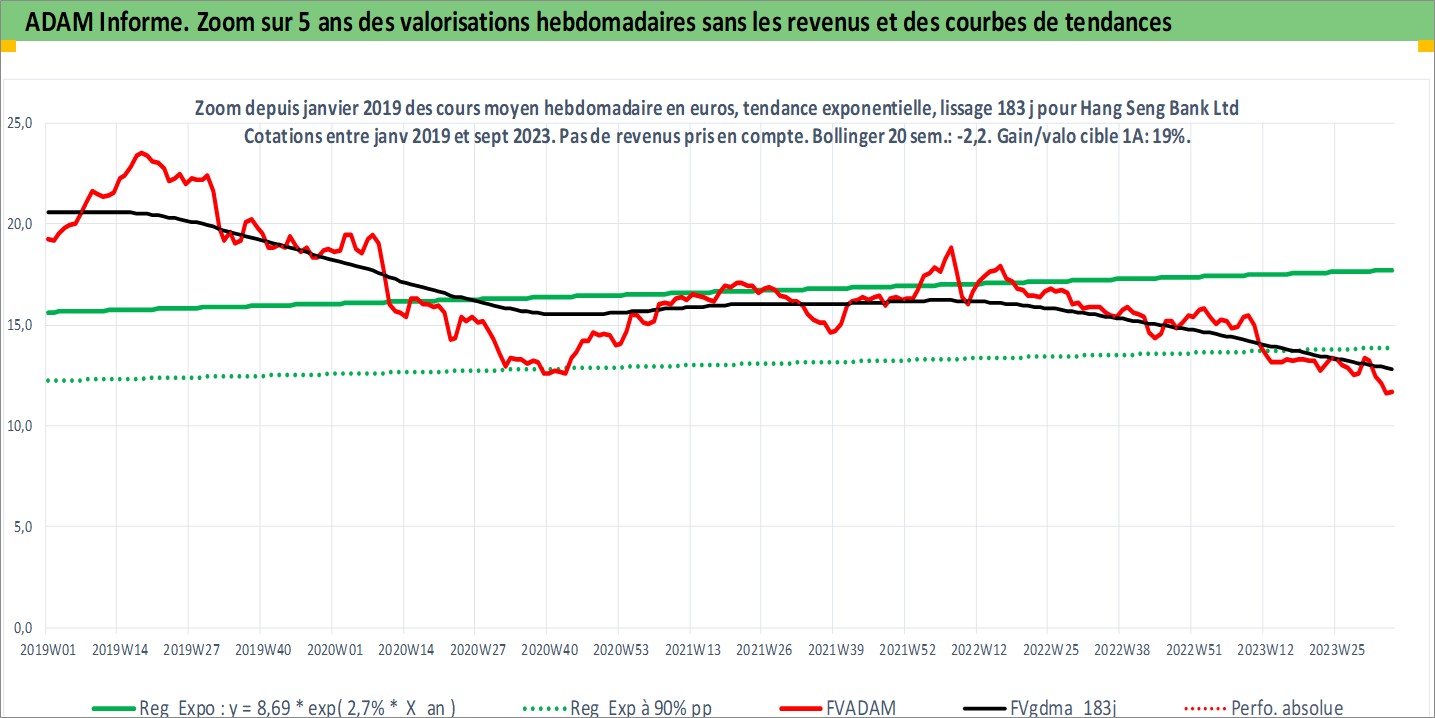 ADAM Informe. Zoom sur 5 ans des valorisations hebdomadaires sans les revenus et des courbes de tendances
Zoom depuis janvier 2019 des cours moyen hebdomadaire en euros, tendance exponentielle, lissage 183 j pour Hang Seng Bank Ltd
Cotations entre janv 2019 et sept 2023. Pas de revenus pris en compte. Bollinger 20 sem.: -2,2. Gain/valo cible 1A: 19%.
25,0
20,0
15,0
10,0
5,0
0,0
2019W01 2019W14 2019W27 2019W40 2020W01 2020W14 2020W27 2020W40 2020W53 2021W13 2021W26 2021W39 2021W52 2022W12 2022W25 2022W38 2022W51 2023W12 2023W25
Reg Expo : y = 8,69 * exp( 2,7% * X an ) Reg Exp à 90% pp FVADAM FVgdma 183j Perfo. absolue